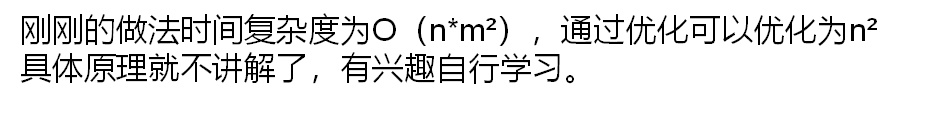 刚刚的做法时间复杂度为O（n*m²），通过优化可以优化为n²
具体原理就不讲解了，有兴趣自行学习。